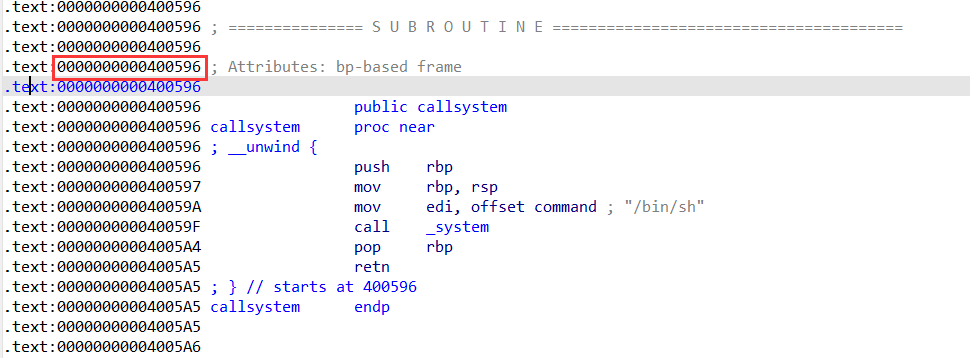 .text:0000000000400596
.text:0000000000400596 ; =============== S U B R O U T I N E =======================================
.text:0000000000400596
.text:0000000000400596 ; Attributes: bp-based frame
.text:0000000000400596
.text:0000000000400596                 public callsystem
.text:0000000000400596 callsystem      proc near
.text:0000000000400596 ; __unwind {
.text:0000000000400596                 push    rbp
.text:0000000000400597                 mov     rbp, rsp
.text:000000000040059A                 mov     edi, offset command ; "/bin/sh"
.text:000000000040059F                 call    _system
.text:00000000004005A4                 pop     rbp
.text:00000000004005A5                 retn
.text:00000000004005A5 ; } // starts at 400596
.text:00000000004005A5 callsystem      endp
.text:00000000004005A5
.text:00000000004005A6